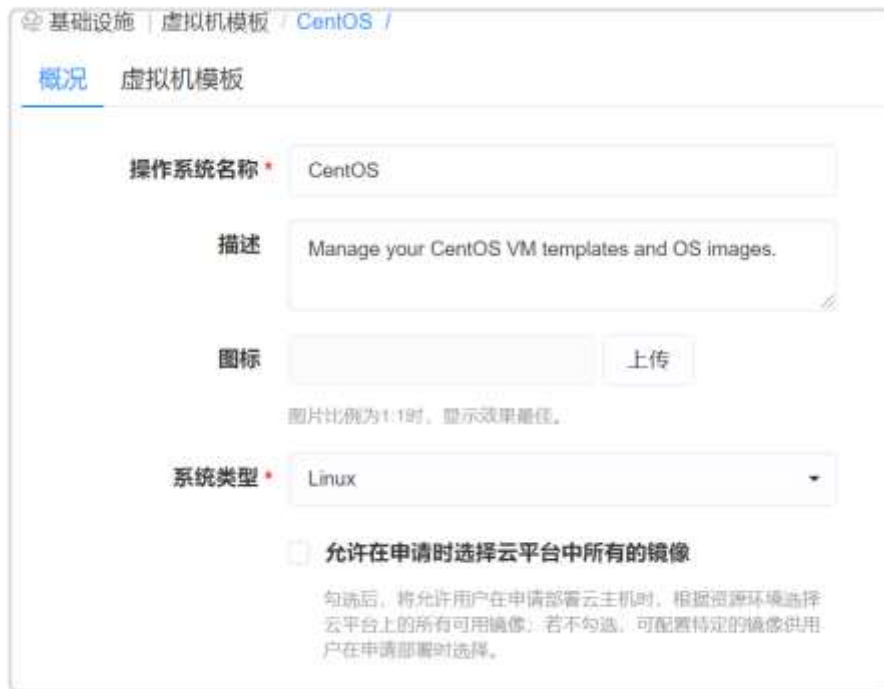 基础设施 | 虚拟机模板 / CentOS /
概况 虚拟机模板
操作系统名称 * CentOS
描述 Manage your CentOS VM templates and OS images.
图标 上传
图片比例为1:1时，显示效果最佳。
系统类型 * Linux
允许在申请时选择云平台中所有的镜像
勾选后，将允许用户在申请部署云主机时，根据资源环境选择
云平台上的所有可用镜像；若不勾选，可配置特定的镜像供用
户在申请部署时选择。